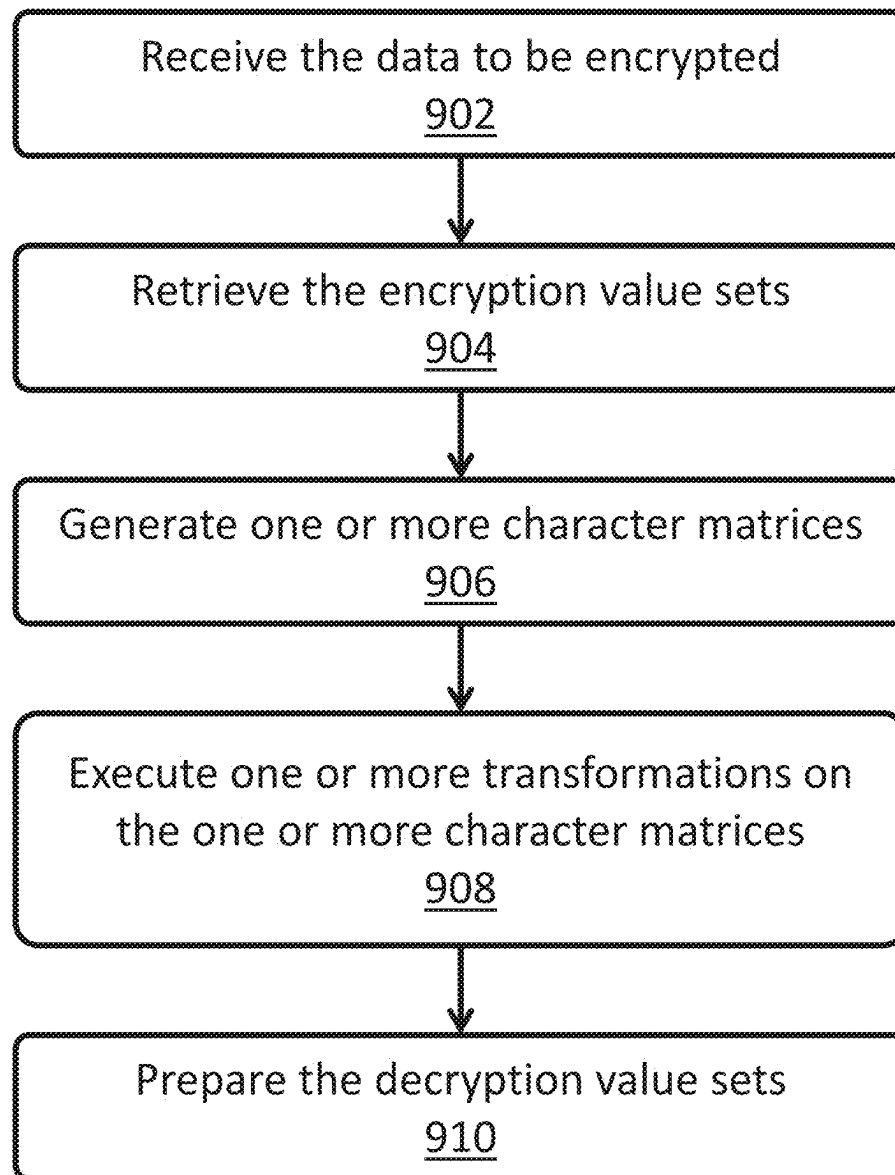 Receive the data to be encrypted
902
Retrieve the encryption value sets
904
Generate one or more character matrices
906
Execute one or more transformations on
the one or more character matrices
908
Prepare the decryption value sets
910